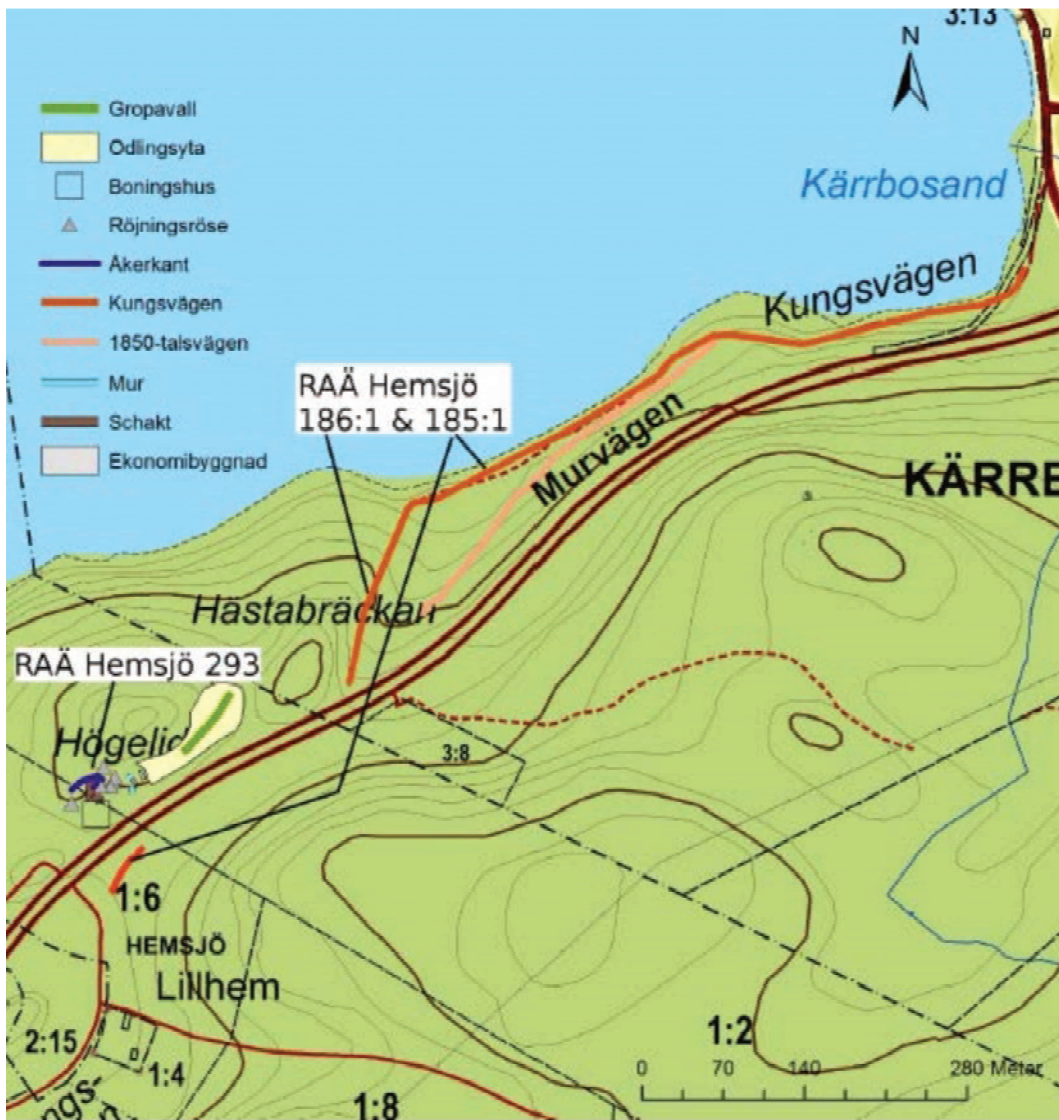 3:13
N
Gropavall
Odlingsyta
Boningshus
Röjningsröse
Åkerkant
Kungsvägen
1850-talsvägen
Mur
Schakt
Ekonomibyggnad
Kärrbosand
Kungsvägen
RAÄ Hemsjö
186:1 & 185:1
Murvägen
KÄRRB
Hästabräckan
RAÄ Hemsjö 293
Högelid
3:8
1:6
HEMSJÖ
Lillhem
2:15
1:4
1:2
1:8
0 70 140 280 Meter